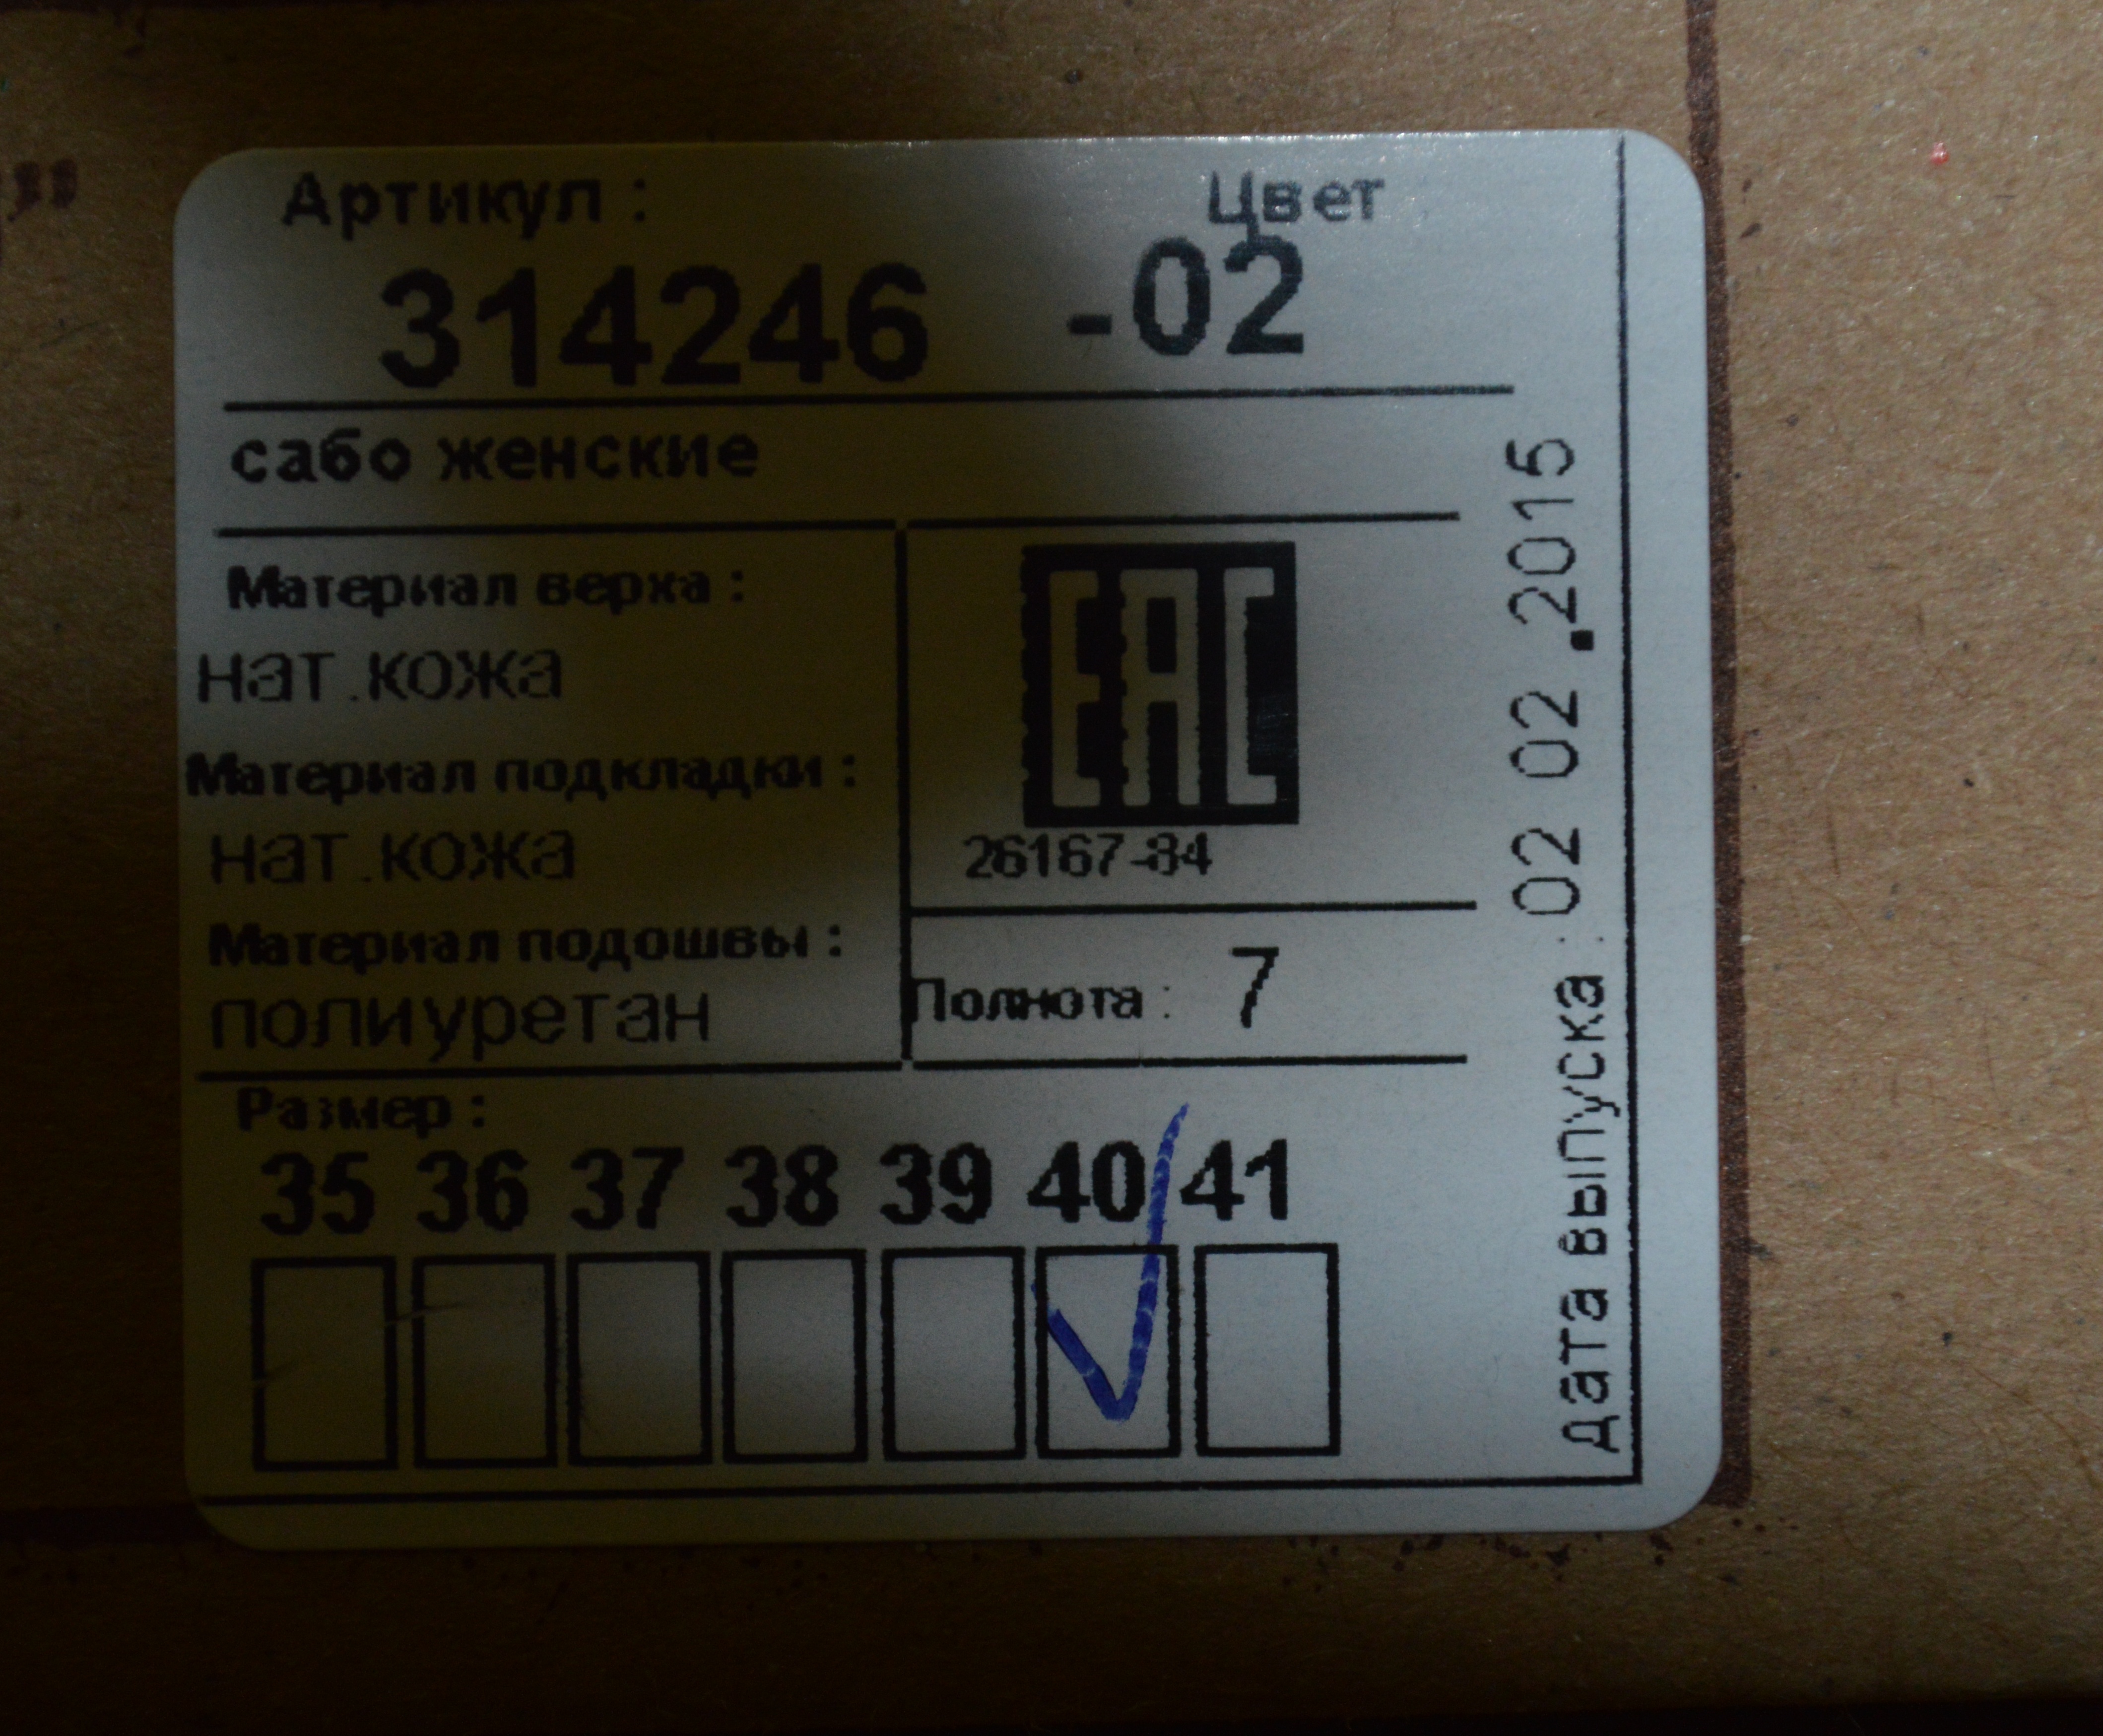 Артикул : Цвет
314246 -02
сабо женские
Материал верха :
нат.кожа
Материал подкладки :
нат.кожа
Материал подошвы :
полиуретан
EAC
26167-84
Полнота : 7
Размер :
35 36 37 38 39 40 41
дата выпуска : 02 02 .2015